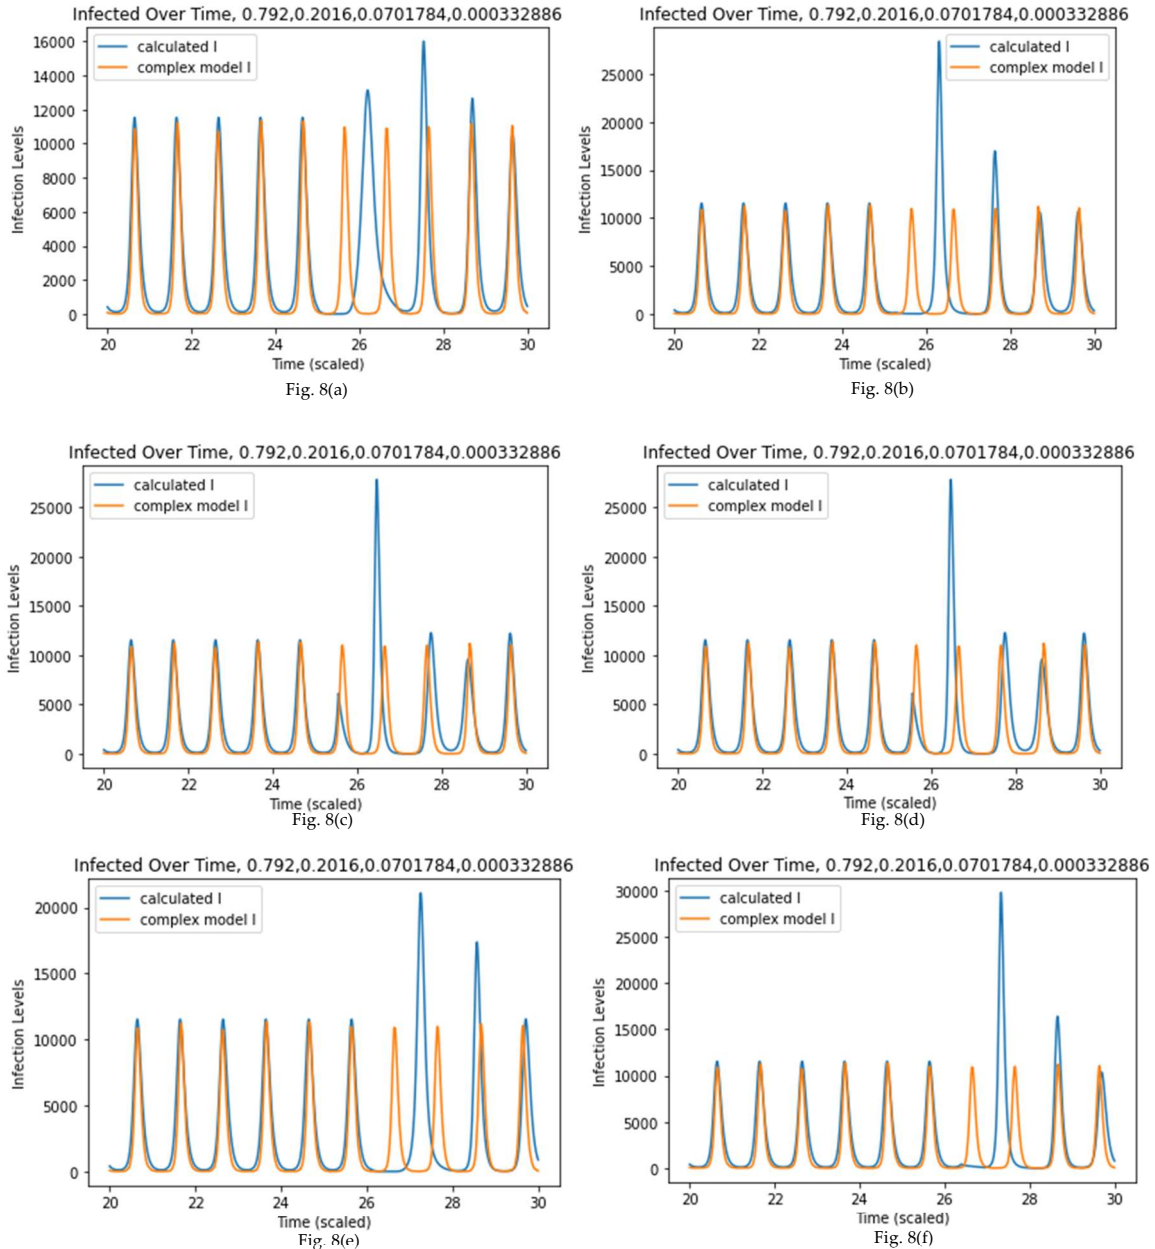 Infected Over Time, 0.792,0.2016,0.0701784,0.000332886
16000
14000
12000
10000
8000
6000
4000
2000
0
Infection Levels
calculated I
complex model I
20 22 24 26 28 30
Time (scaled)
Fig. 8(a)
Infected Over Time, 0.792,0.2016,0.0701784,0.000332886
25000
20000
15000
10000
5000
0
Infection Levels
calculated I
complex model I
20 22 24 26 28 30
Time (scaled)
Fig. 8(b)
Infected Over Time, 0.792,0.2016,0.0701784,0.000332886
25000
20000
15000
10000
5000
0
Infection Levels
calculated I
complex model I
20 22 24 26 28 30
Time (scaled)
Fig. 8(c)
Infected Over Time, 0.792,0.2016,0.0701784,0.000332886
25000
20000
15000
10000
5000
0
Infection Levels
calculated I
complex model I
20 22 24 26 28 30
Time (scaled)
Fig. 8(d)
Infected Over Time, 0.792,0.2016,0.0701784,0.000332886
20000
15000
10000
5000
0
Infection Levels
calculated I
complex model I
20 22 24 26 28 30
Time (scaled)
Fig. 8(e)
Infected Over Time, 0.792,0.2016,0.0701784,0.000332886
30000
25000
20000
15000
10000
5000
0
Infection Levels
calculated I
complex model I
20 22 24 26 28 30
Time (scaled)
Fig. 8(f)